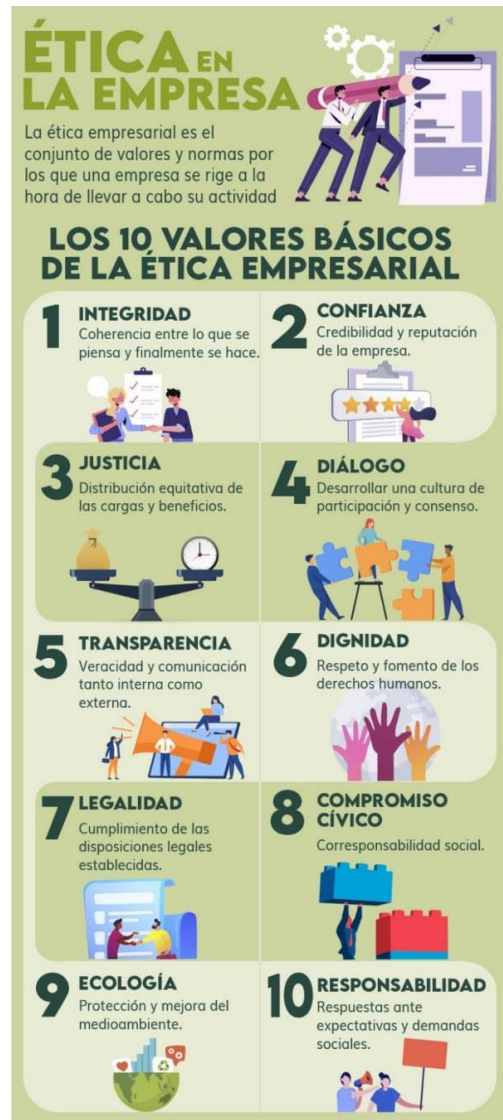 ÉTICA EN
LA EMPRESA
La ética empresarial es el
conjunto de valores y normas por
los que una empresa se rige a la
hora de llevar a cabo su actividad
LOS 10 VALORES BÁSICOS
DE LA ÉTICA EMPRESARIAL
1 INTEGRIDAD
Coherencia entre lo que se
piensa y finalmente se hace.
2 CONFIANZA
Credibilidad y reputación
de la empresa.
3 JUSTICIA
Distribución equitativa de
las cargas y beneficios.
4 DIÁLOGO
Desarrollar una cultura de
participación y consenso.
5 TRANSPARENCIA
Veracidad y comunicación
tanto interna como
externa.
6 DIGNIDAD
Respeto y fomento de los
derechos humanos.
7 LEGALIDAD
Cumplimiento de las
disposiciones legales
establecidas.
8 COMPROMISO
CÍVICO
Corresponsabilidad social.
9 ECOLOGÍA
Protección y mejora del
medioambiente.
10 RESPONSABILIDAD
Respuestas ante
expectativas y demandas
sociales.